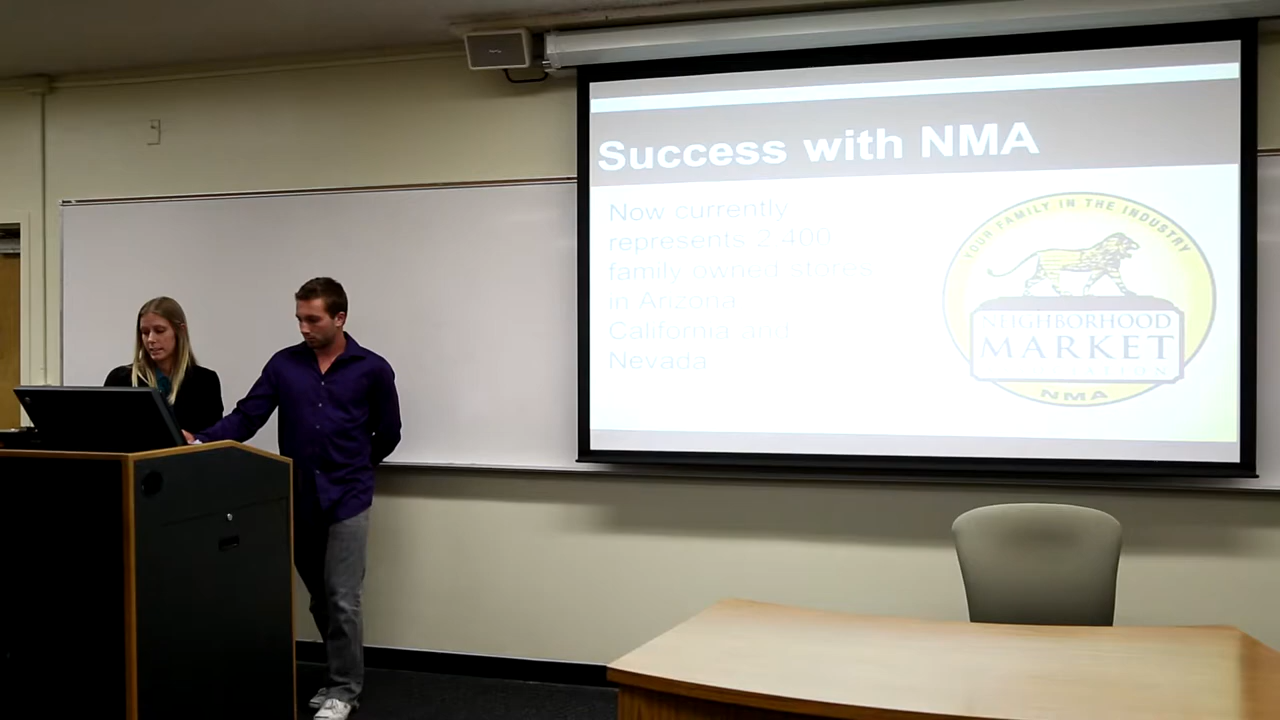 Success with NMA
Now currently
represents 2 400
family owned stores
in Arizona
California and
Nevada
YOUR FAMILY IN THE INDUSTRY
NEIGHBORHOOD
MARKET
NMA